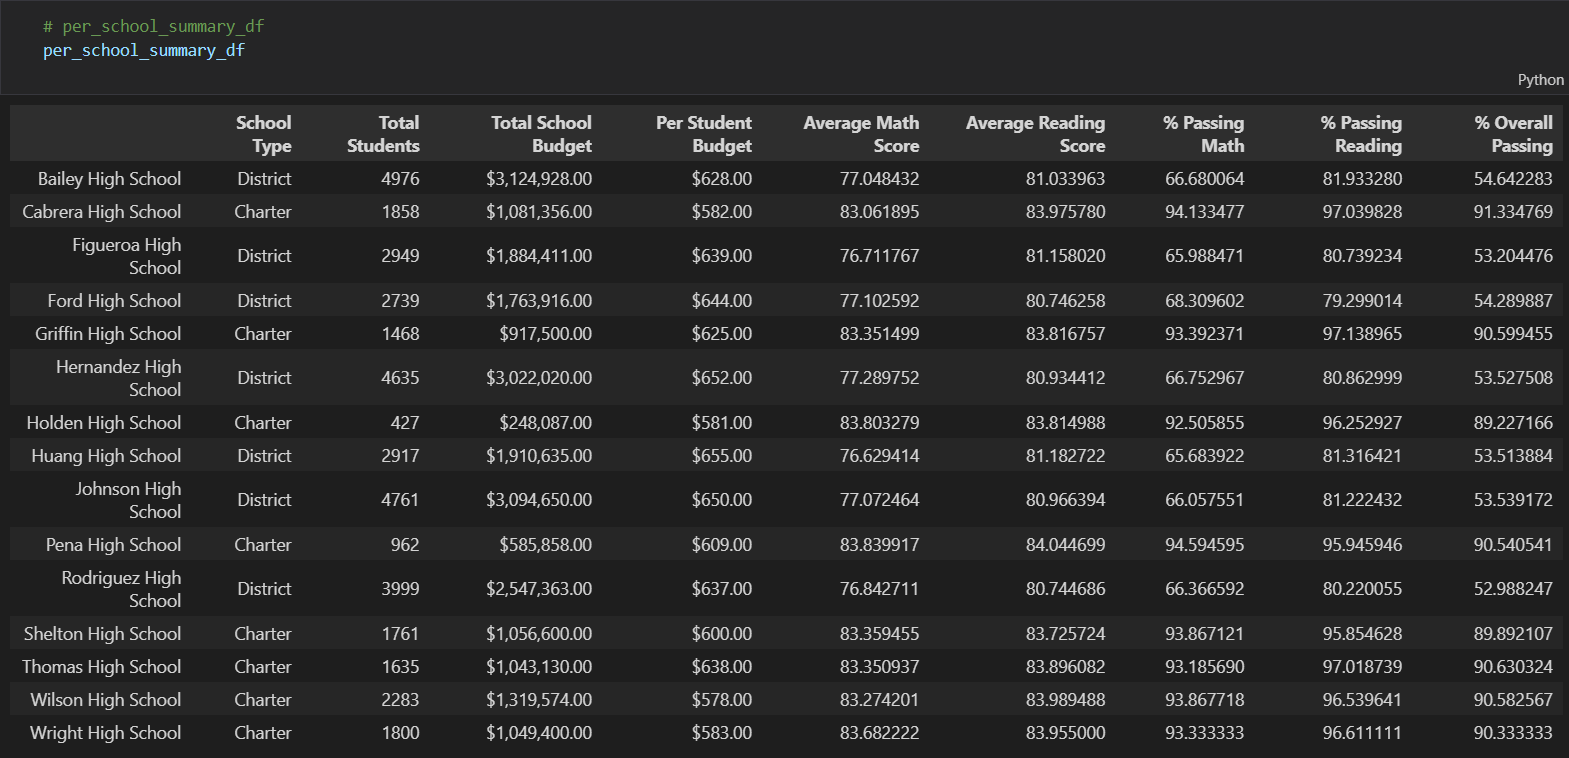 # per_school_summary_df
per_school_summary_df
Python
School Type Total Students Total School Budget Per Student Budget Average Math Score Average Reading Score % Passing Math % Passing Reading % Overall Passing
Bailey High School District 4976 $3,124,928.00 $628.00 77.048432 81.033963 66.680064 81.933280 54.642283
Cabrera High School Charter 1858 $1,081,356.00 $582.00 83.061895 83.975780 94.133477 97.039828 91.334769
Figueroa High School District 2949 $1,884,411.00 $639.00 76.711767 81.158020 65.988471 80.739234 53.204476
Ford High School District 2739 $1,763,916.00 $644.00 77.102592 80.746258 68.309602 79.299014 54.289887
Griffin High School Charter 1468 $917,500.00 $625.00 83.351499 83.816757 93.392371 97.138965 90.599455
Hernandez High School District 4635 $3,022,020.00 $652.00 77.289752 80.934412 66.752967 80.862999 53.527508
Holden High School Charter 427 $248,087.00 $581.00 83.803279 83.814988 92.505855 96.252927 89.227166
Huang High School District 2917 $1,910,635.00 $655.00 76.629414 81.182722 65.683922 81.316421 53.513884
Johnson High School District 4761 $3,094,650.00 $650.00 77.072464 80.966394 66.057551 81.222432 53.539172
Pena High School Charter 962 $585,858.00 $609.00 83.839917 84.044699 94.594595 95.945946 90.540541
Rodriguez High School District 3999 $2,547,363.00 $637.00 76.842711 80.744686 66.366592 80.220055 52.988247
Shelton High School Charter 1761 $1,056,600.00 $600.00 83.359455 83.725724 93.867121 95.854628 89.892107
Thomas High School Charter 1635 $1,043,130.00 $638.00 83.350937 83.896082 93.185690 97.018739 90.630324
Wilson High School Charter 2283 $1,319,574.00 $578.00 83.274201 83.989488 93.867718 96.539641 90.582567
Wright High School Charter 1800 $1,049,400.00 $583.00 83.682222 83.955000 93.333333 96.611111 90.333333